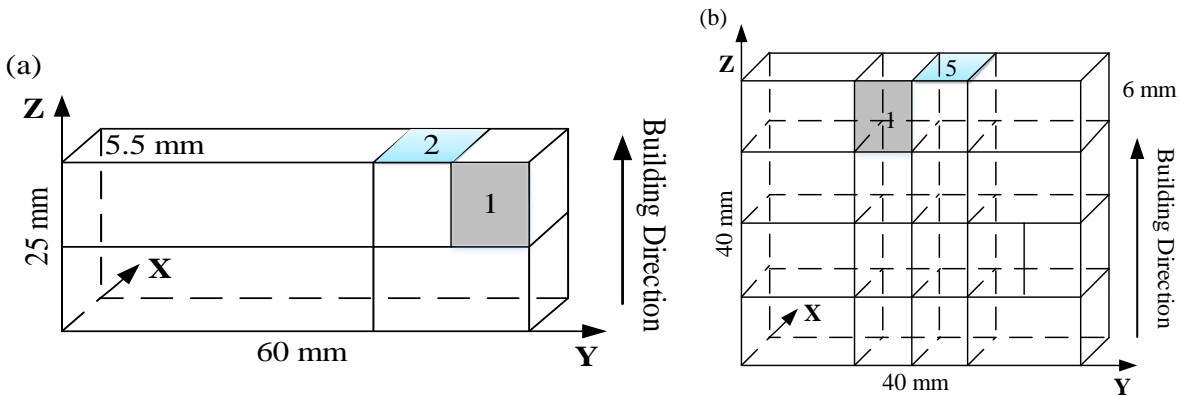 (a)
Z
5.5 mm
2
1
25 mm
X
60 mm
Y
Building Direction
(b)
Z
5
6 mm
1
40 mm
X
40 mm
Y
Building Direction